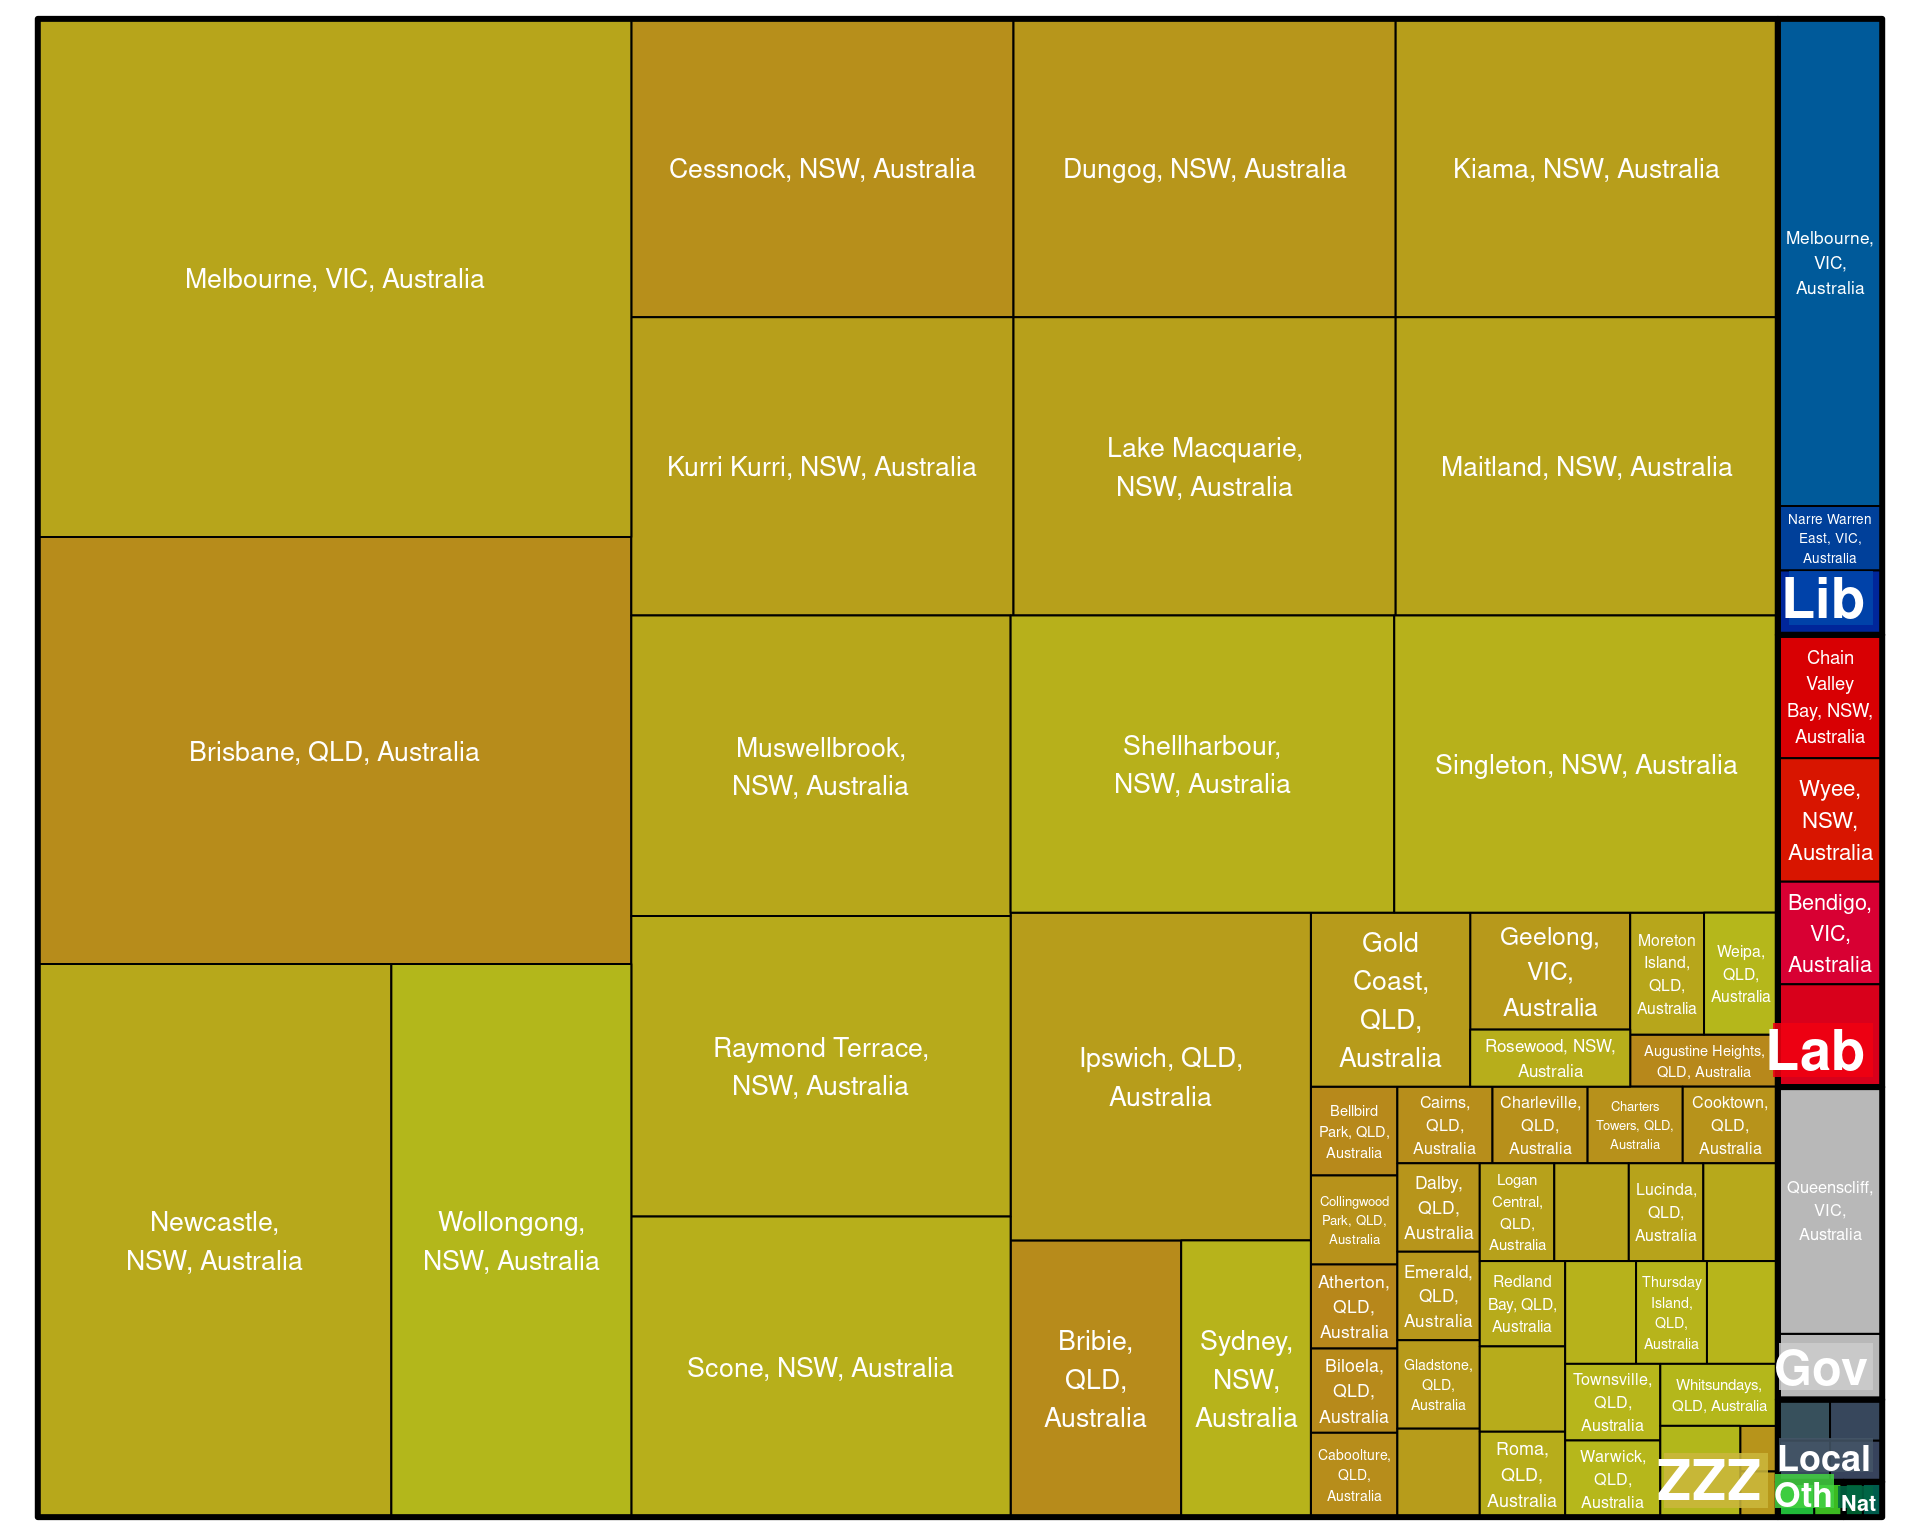 Melbourne, VIC, Australia
Brisbane, QLD, Australia
Newcastle,
NSW, Australia
Wollongong,
NSW, Australia
Cessnock, NSW, Australia
Dungog, NSW, Australia
Kiama, NSW, Australia
Kurri Kurri, NSW, Australia
Lake Macquarie,
NSW, Australia
Maitland, NSW, Australia
Muswellbrook,
NSW, Australia
Shellharbour,
NSW, Australia
Singleton, NSW, Australia
Raymond Terrace,
NSW, Australia
Scone, NSW, Australia
Ipswich, QLD,
Australia
Bribie,
QLD,
Australia
Sydney,
NSW,
Australia
Gold
Coast,
QLD,
Australia
Geelong,
VIC,
Australia
Rosewood, NSW,
Australia
Moreton
Island,
QLD,
Australia
Weipa,
QLD,
Australia
Augustine Heights,
QLD, Australia
Bellbird
Park, QLD,
Australia
Collingwood
Park, QLD,
Australia
Atherton,
QLD,
Australia
Biloela,
QLD,
Australia
Caboolture,
QLD,
Australia
Cairns,
QLD,
Australia
Charleville,
QLD,
Australia
Charters
Towers, QLD,
Australia
Cooktown,
QLD,
Australia
Dalby,
QLD,
Australia
Emerald,
QLD,
Australia
Gladstone,
QLD,
Australia
Logan
Central,
QLD,
Australia
Lucinda,
QLD,
Australia
Redland
Bay, QLD,
Australia
Thursday
Island,
QLD,
Australia
Roma,
QLD,
Australia
Townsville,
QLD,
Australia
Whitsundays,
QLD, Australia
Warwick,
QLD,
Australia
ZZZ
Melbourne,
VIC,
Australia
Narre Warren
East, VIC,
Australia
Lib
Chain
Valley
Bay, NSW,
Australia
Wyee,
NSW,
Australia
Bendigo,
VIC,
Australia
Lab
Queenscliff,
VIC,
Australia
Gov
Local
Oth
Nat